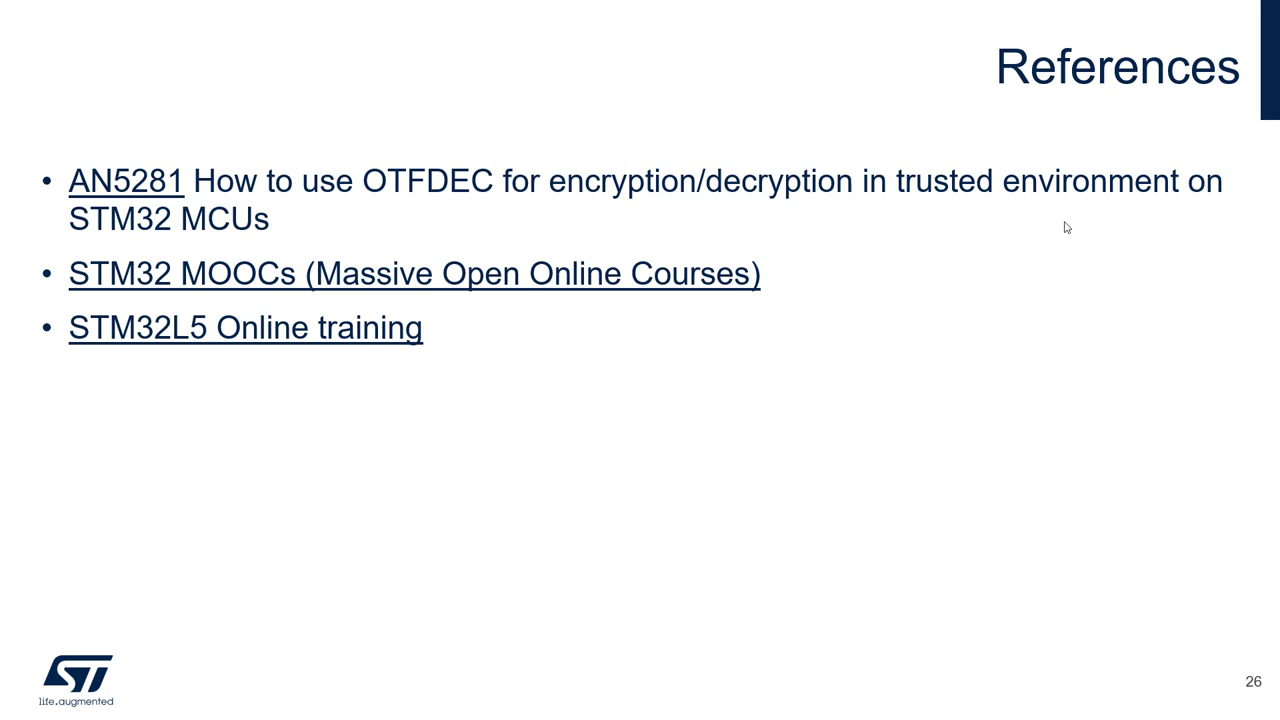 References
• AN5281 How to use OTFDEC for encryption/decryption in trusted environment on
STM32 MCUs
• STM32 MOOCs (Massive Open Online Courses)
• STM32L5 Online training
ST
life.augmented
26